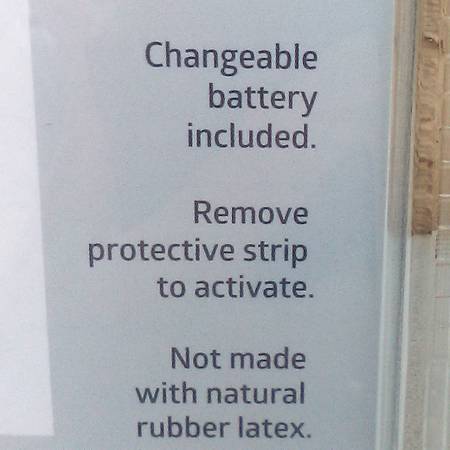 Changeable
battery
included.
Remove
protective strip
to activate.
Not made
with natural
rubber latex.